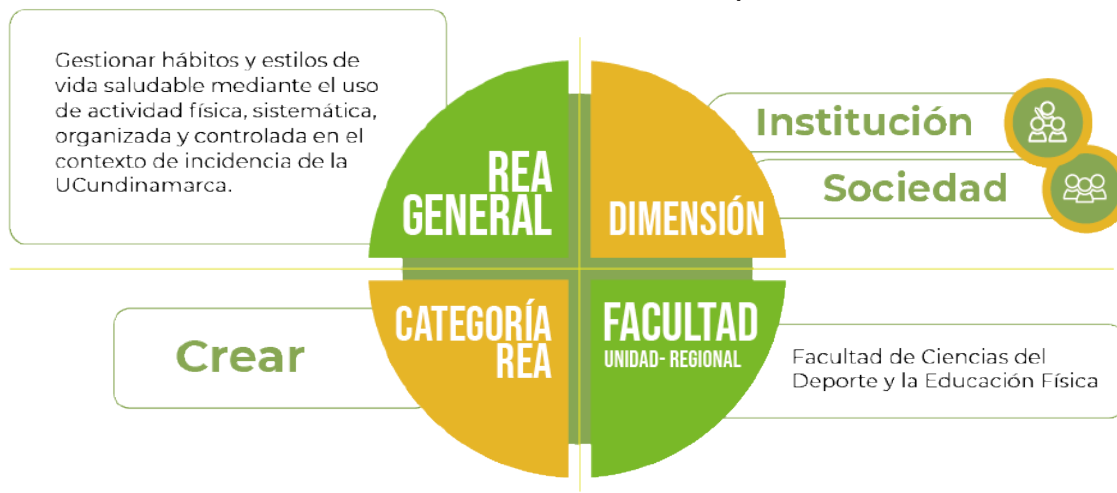 Gestionar hábitos y estilos de
vida saludable mediante el uso
de actividad física, sistemática,
organizada y controlada en el
contexto de incidencia de la
UCundinamarca.
REA
GENERAL
DIMENSIÓN
Institución
Sociedad
Crear
CATEGORÍA
REA
FACULTAD
UNIDAD- REGIONAL
Facultad de Ciencias del
Deporte y la Educación Física